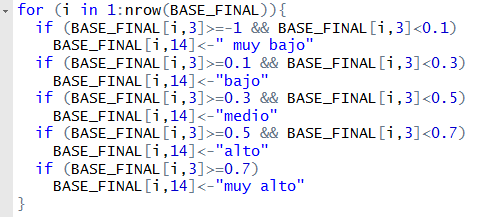 for (i in 1:nrow(BASE_FINAL)){
  if (BASE_FINAL[i,3]>=-1 && BASE_FINAL[i,3]<0.1)
    BASE_FINAL[i,14]<-" muy bajo"
  if (BASE_FINAL[i,3]>=0.1 && BASE_FINAL[i,3]<0.3)
    BASE_FINAL[i,14]<-"bajo"
  if (BASE_FINAL[i,3]>=0.3 && BASE_FINAL[i,3]<0.5)
    BASE_FINAL[i,14]<-"medio"
  if (BASE_FINAL[i,3]>=0.5 && BASE_FINAL[i,3]<0.7)
    BASE_FINAL[i,14]<-"alto"
  if (BASE_FINAL[i,3]>=0.7)
    BASE_FINAL[i,14]<-"muy alto"
}